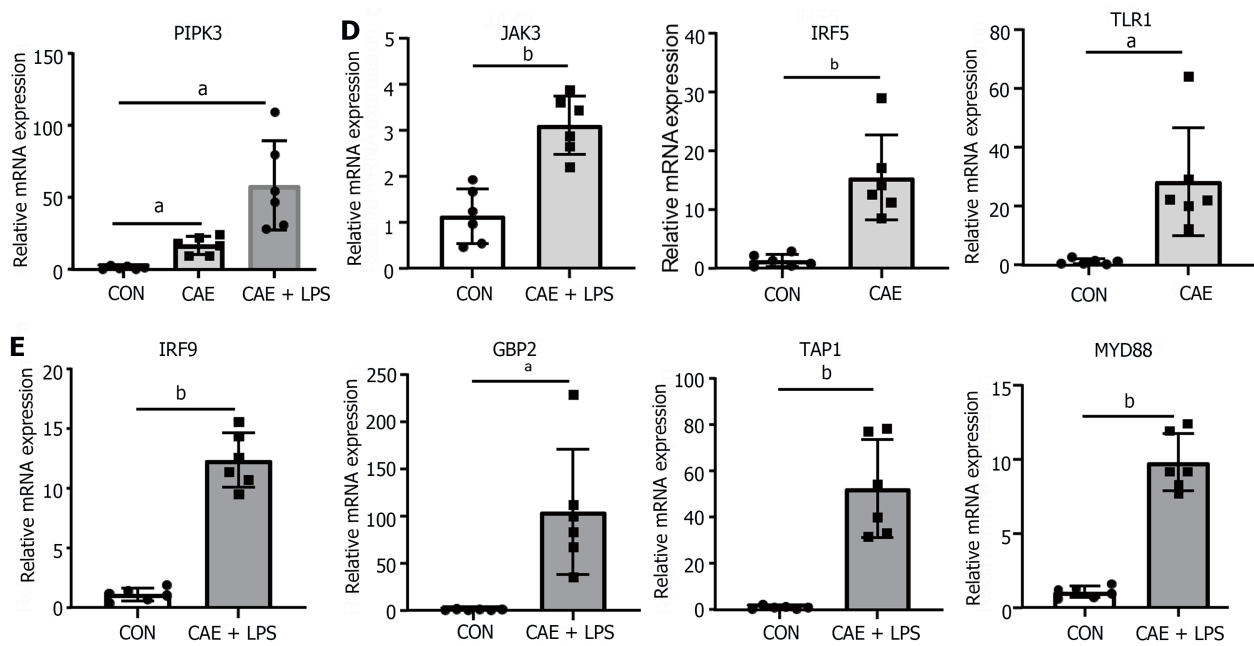 PIPK3
Relative mRNA expression
150
100
50
0
a
a
CON
CAE
CAE + LPS
D
JAK3
Relative mRNA expression
5
4
3
2
1
0
b
CON
CAE + LPS
IRF5
Relative mRNA expression
40
30
20
10
0
b
CON
CAE
TLR1
Relative mRNA expression
80
60
40
20
0
a
CON
CAE
E
IRF9
Relative mRNA expression
20
15
10
5
0
b
CON
CAE + LPS
GBP2
Relative mRNA expression
250
200
150
100
50
0
a
CON
CAE + LPS
TAP1
Relative mRNA expression
100
80
60
40
20
0
b
CON
CAE + LPS
MYD88
Relative mRNA expression
15
10
5
0
b
CON
CAE + LPS